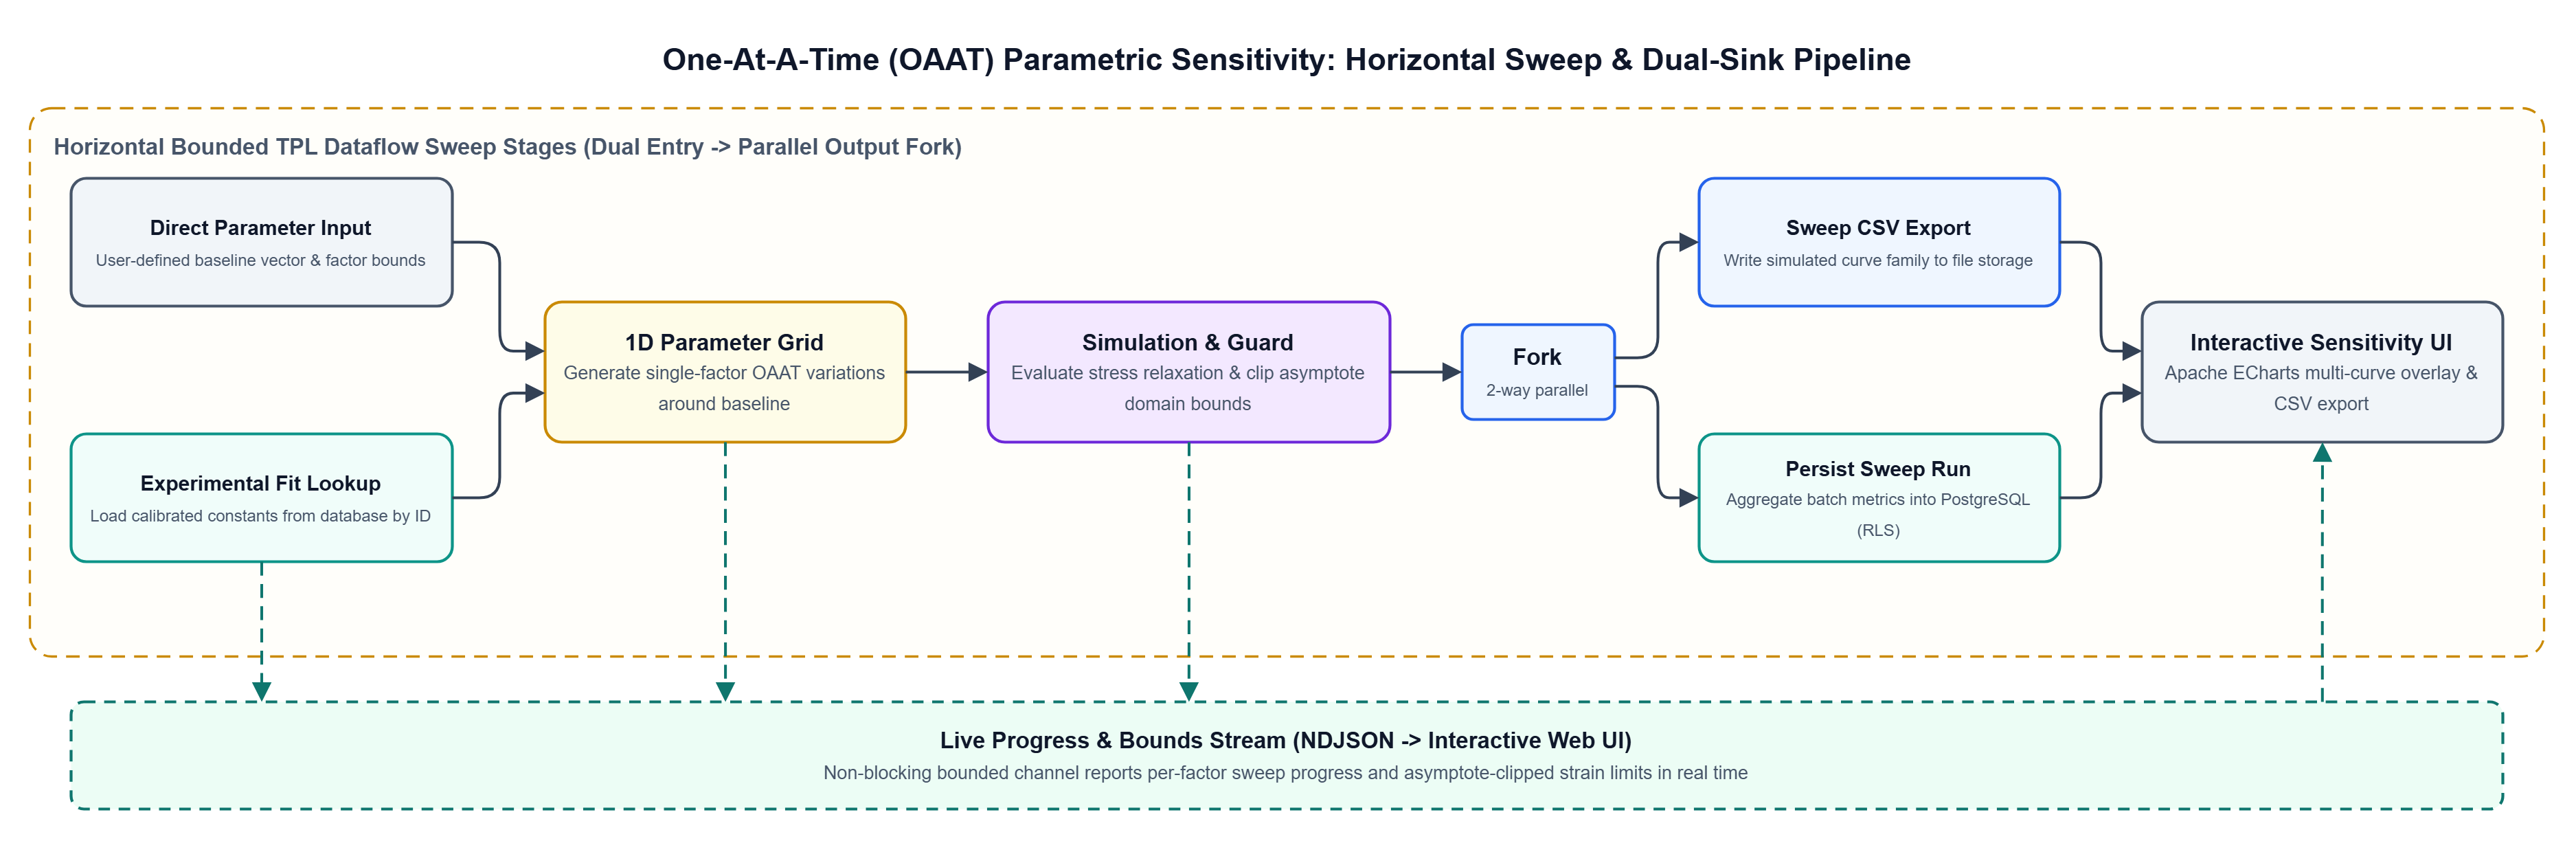 One-At-A-Time (OAAT) Parametric Sensitivity: Horizontal Sweep & Dual-Sink Pipeline
Horizontal Bounded TPL Dataflow Sweep Stages (Dual Entry -> Parallel Output Fork)
Direct Parameter Input
User-defined baseline vector & factor bounds
Experimental Fit Lookup
Load calibrated constants from database by ID
1D Parameter Grid
Generate single-factor OAAT variations
around baseline
Simulation & Guard
Evaluate stress relaxation & clip asymptote
domain bounds
Fork
2-way parallel
Sweep CSV Export
Write simulated curve family to file storage
Persist Sweep Run
Aggregate batch metrics into PostgreSQL
(RLS)
Interactive Sensitivity UI
Apache ECharts multi-curve overlay &
CSV export
Live Progress & Bounds Stream (NDJSON -> Interactive Web UI)
Non-blocking bounded channel reports per-factor sweep progress and asymptote-clipped strain limits in real time